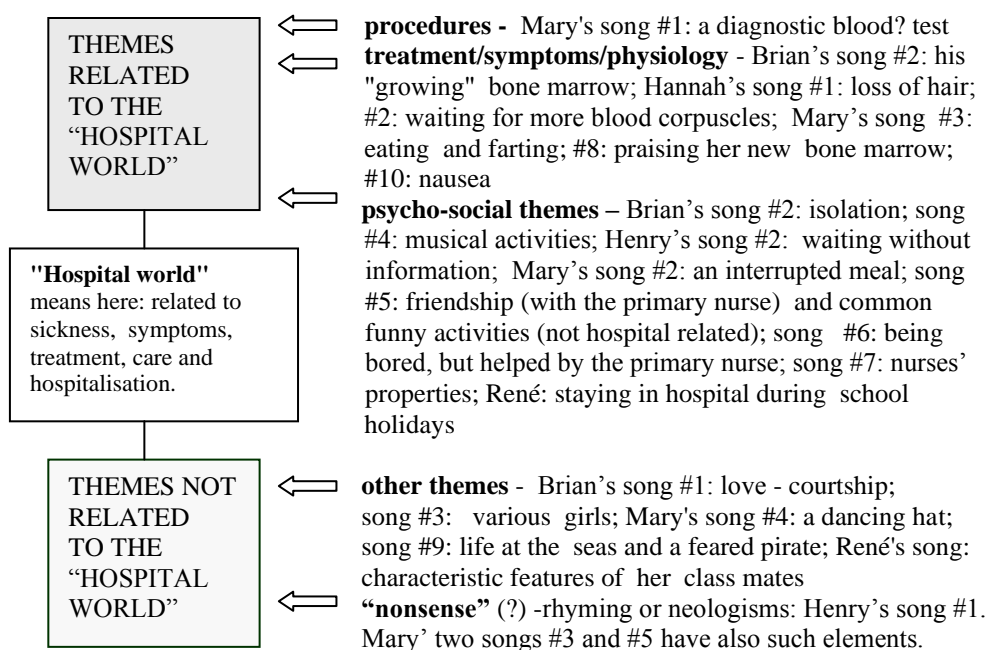 THEMES
RELATED
TO THE
“HOSPITAL
WORLD”
procedures - Mary's song #1: a diagnostic blood? test
treatment/symptoms/physiology - Brian’s song #2: his
"growing" bone marrow; Hannah’s song #1: loss of hair;
#2: waiting for more blood corpuscles; Mary’s song #3:
eating and farting; #8: praising her new bone marrow;
#10: nausea
psycho-social themes – Brian’s song #2: isolation; song
#4: musical activities; Henry’s song #2: waiting without
information; Mary’s song #2: an interrupted meal; song
#5: friendship (with the primary nurse) and common
funny activities (not hospital related); song #6: being
bored, but helped by the primary nurse; song #7: nurses’
properties; René: staying in hospital during school
holidays
"Hospital world"
means here: related to
sickness, symptoms,
treatment, care and
hospitalisation.
THEMES NOT
RELATED
TO THE
“HOSPITAL
WORLD”
other themes - Brian’s song #1: love - courtship;
song #3: various girls; Mary's song #4: a dancing hat;
song #9: life at the seas and a feared pirate; René's song:
characteristic features of her class mates
“nonsense” (?) -rhyming or neologisms: Henry’s song #1.
Mary’ two songs #3 and #5 have also such elements.